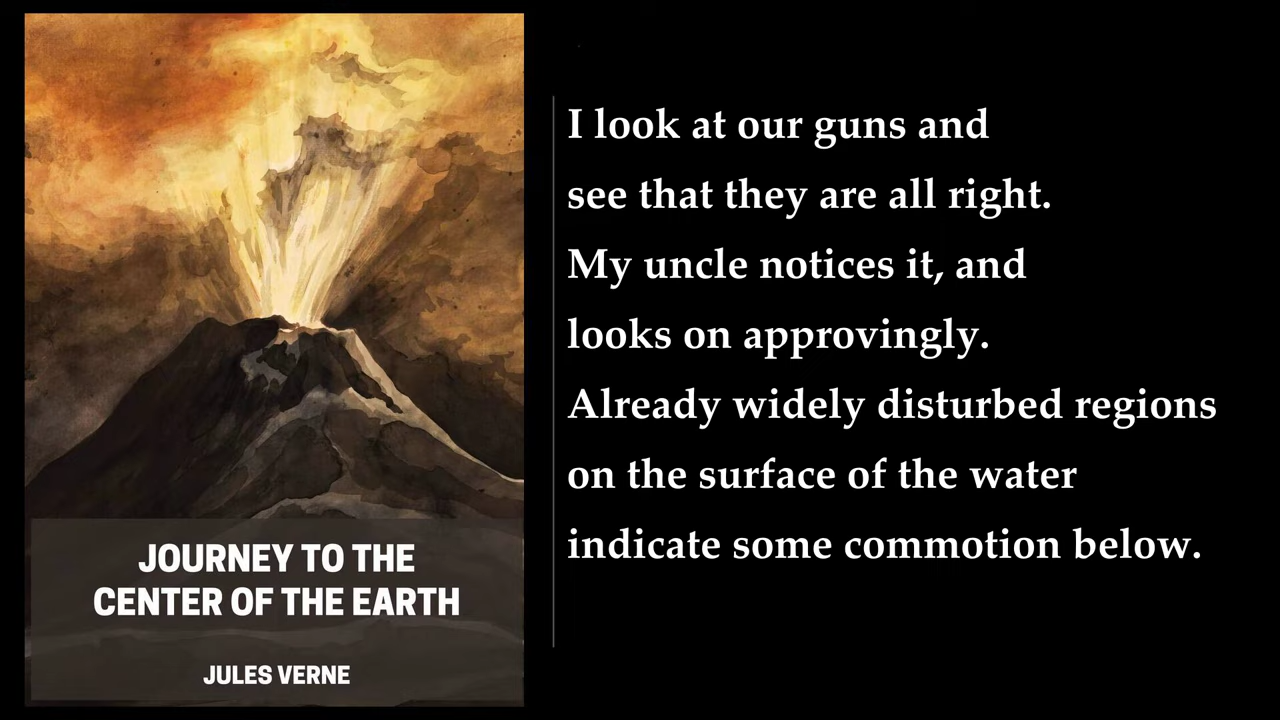 JOURNEY TO THE
CENTER OF THE EARTH
JULES VERNE
I look at our guns and
see that they are all right.
My uncle notices it, and
looks on approvingly.
Already widely disturbed regions
on the surface of the water
indicate some commotion below.